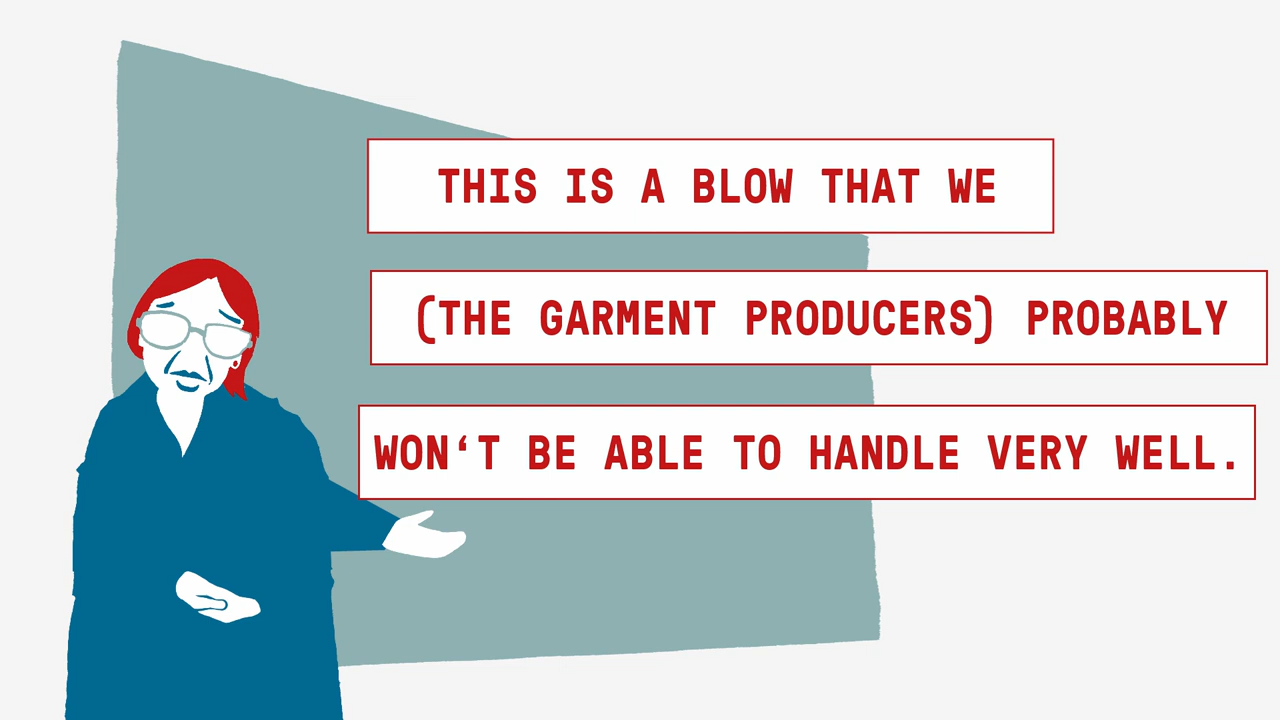 THIS IS A BLOW THAT WE
(THE GARMENT PRODUCERS) PROBABLY
WON‘T BE ABLE TO HANDLE VERY WELL.